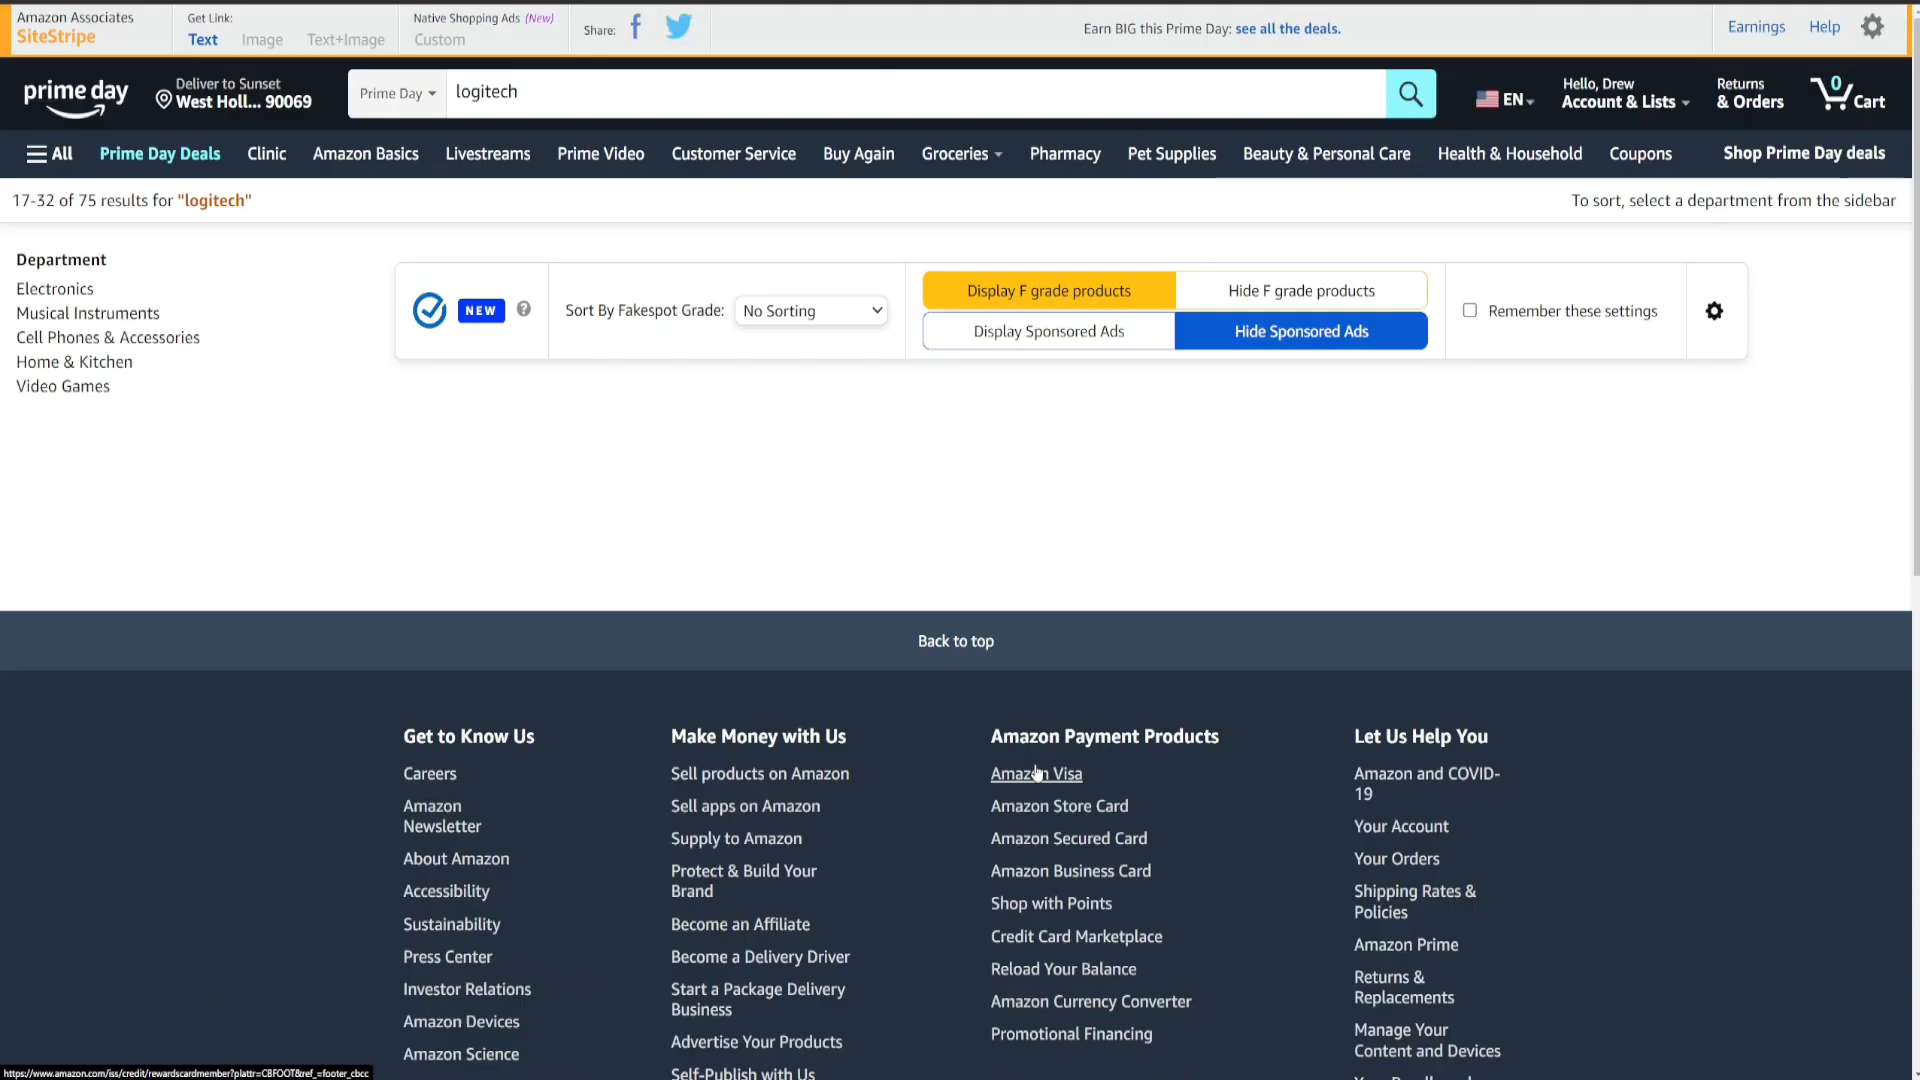 Amazon Associates
SiteStripe
Get Link:
Text Image Text+Image
Native Shopping Ads (New)
Custom
Share:
Earn BIG this Prime Day: see all the deals.
Earnings Help
prime day
Deliver to Sunset
West Holl... 90069
Prime Day
logitech
EN
Hello, Drew
Account & Lists
Returns
& Orders
0
Cart
All Prime Day Deals Clinic Amazon Basics Livestreams Prime Video Customer Service Buy Again Groceries Pharmacy Pet Supplies Beauty & Personal Care Health & Household Coupons Shop Prime Day deals
17-32 of 75 results for "logitech"
To sort, select a department from the sidebar
Department
Electronics
Musical Instruments
Cell Phones & Accessories
Home & Kitchen
Video Games
NEW ?
Sort By Fakespot Grade: No Sorting
Display F grade products Hide F grade products
Display Sponsored Ads Hide Sponsored Ads
Remember these settings
Back to top
Get to Know Us
Careers
Amazon
Newsletter
About Amazon
Accessibility
Sustainability
Press Center
Investor Relations
Amazon Devices
Amazon Science
Make Money with Us
Sell products on Amazon
Sell apps on Amazon
Supply to Amazon
Protect & Build Your
Brand
Become an Affiliate
Become a Delivery Driver
Start a Package Delivery
Business
Advertise Your Products
Self-Publish with Us
Amazon Payment Products
Amazon Visa
Amazon Store Card
Amazon Secured Card
Amazon Business Card
Shop with Points
Credit Card Marketplace
Reload Your Balance
Amazon Currency Converter
Promotional Financing
Let Us Help You
Amazon and COVID-
19
Your Account
Your Orders
Shipping Rates &
Policies
Amazon Prime
Returns &
Replacements
Manage Your
Content and Devices
https://www.amazon.com/iss/credit/rewardscardmember?plattr=CBFOOT&ref_=footer_cbcc